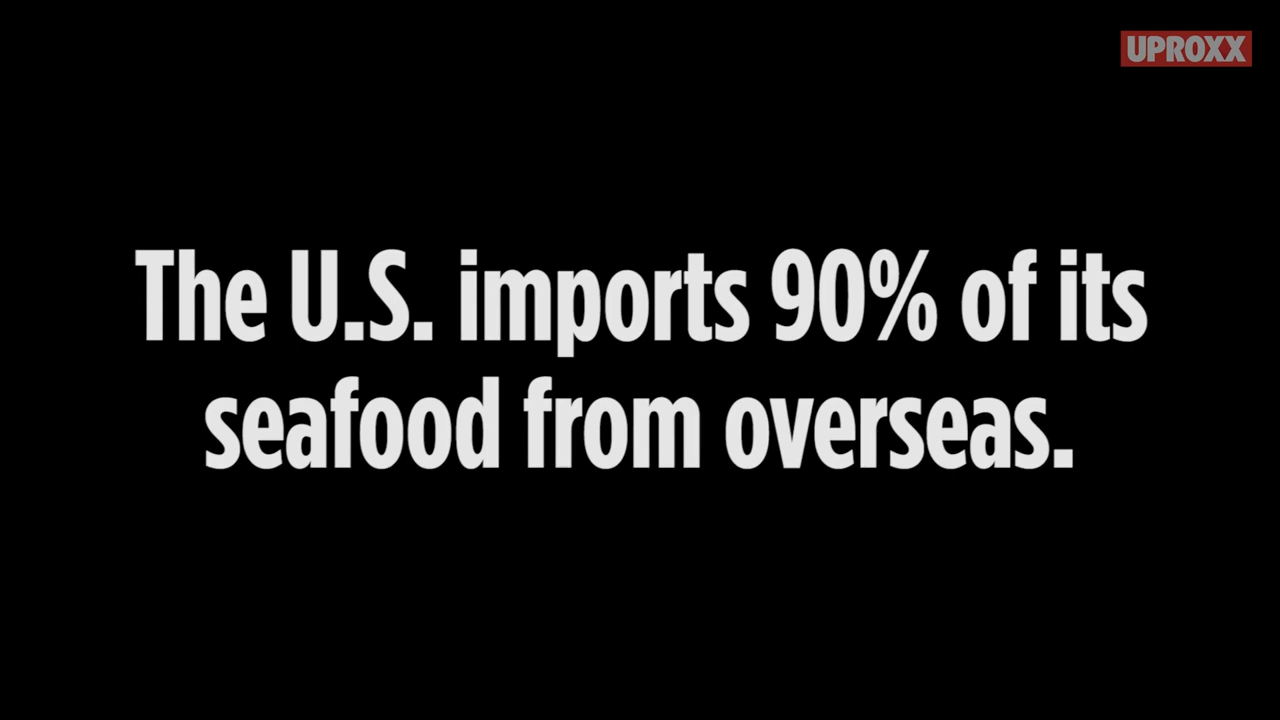 UPROXX
The U.S. imports 90% of its
seafood from overseas.